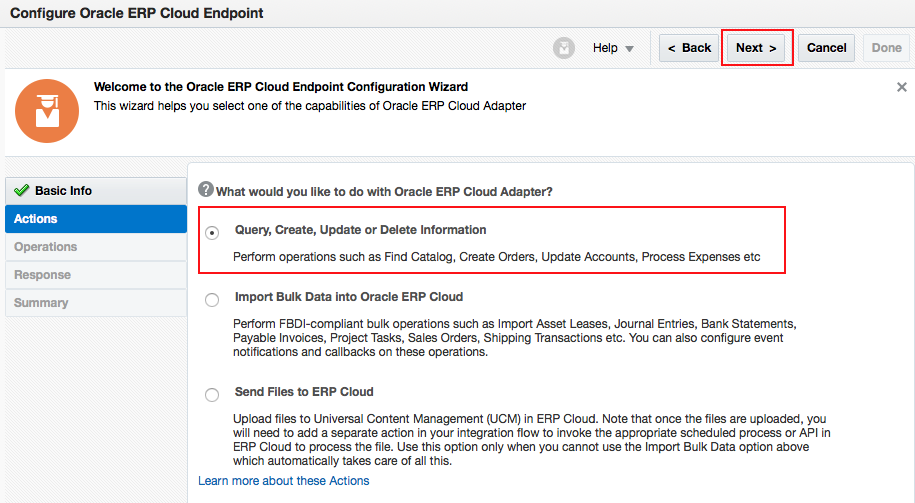 Configure Oracle ERP Cloud Endpoint
Help
< Back
Next >
Cancel
Done
Welcome to the Oracle ERP Cloud Endpoint Configuration Wizard
This wizard helps you select one of the capabilities of Oracle ERP Cloud Adapter
Basic Info
Actions
Operations
Response
Summary
? What would you like to do with Oracle ERP Cloud Adapter?
Query, Create, Update or Delete Information
Perform operations such as Find Catalog, Create Orders, Update Accounts, Process Expenses etc
Import Bulk Data into Oracle ERP Cloud
Perform FBDI-compliant bulk operations such as Import Asset Leases, Journal Entries, Bank Statements,
Payable Invoices, Project Tasks, Sales Orders, Shipping Transactions etc. You can also configure event
notifications and callbacks on these operations.
Send Files to ERP Cloud
Upload files to Universal Content Management (UCM) in ERP Cloud. Note that once the files are uploaded, you
will need to add a separate action in your integration flow to invoke the appropriate scheduled process or API in
ERP Cloud to process the file. Use this option only when you cannot use the Import Bulk Data option above
which automatically takes care of all this.
Learn more about these Actions